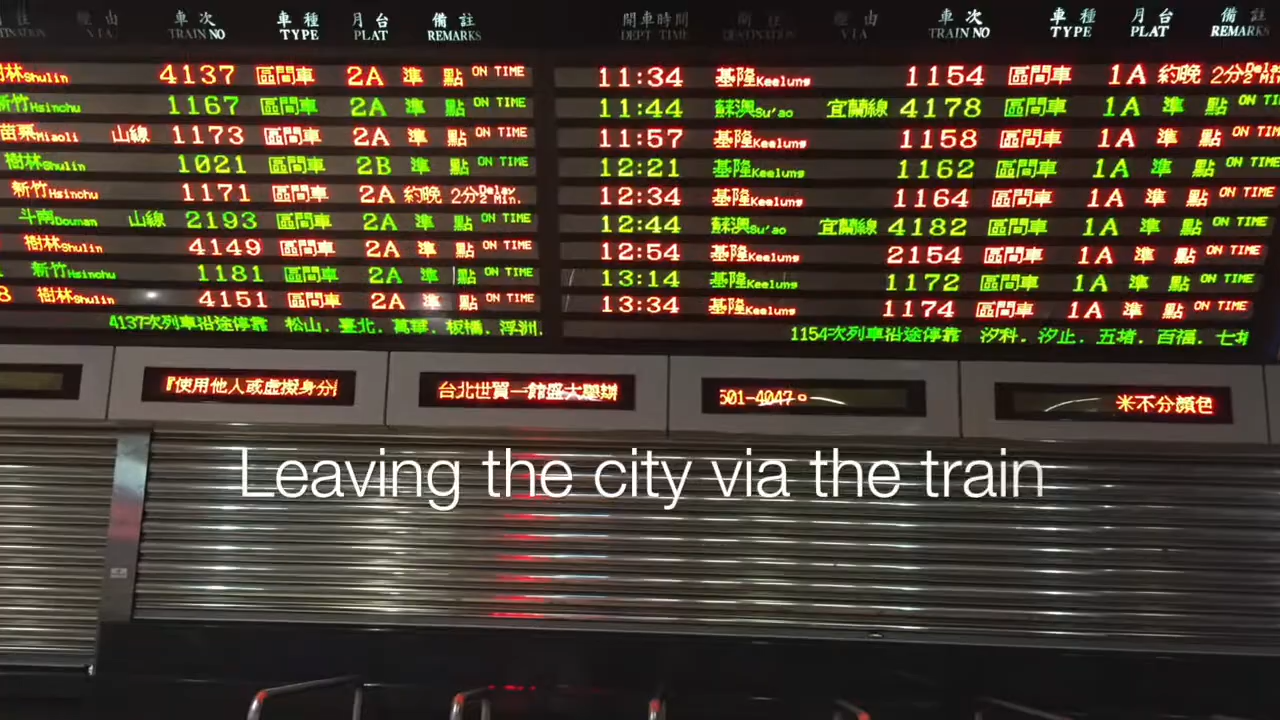 車次 車種 月台 備註
TRAIN NO TYPE PLAT REMARKS
樹林Shulin 4137 區間車 2A 準點 ON TIME
新竹Hsinchu 1167 區間車 2A 準點 ON TIME
苗栗Miaoli 山線 1173 區間車 2A 準點 ON TIME
樹林Shulin 1021 區間車 2B 準點 ON TIME
新竹Hsinchu 1171 區間車 2A 約晚 2分Delay 2 Min.
斗南Dounan 山線 2193 區間車 2A 準點 ON TIME
樹林Shulin 4149 區間車 2A 準點 ON TIME
新竹Hsinchu 1181 區間車 2A 準點 ON TIME
8 樹林Shulin 4151 區間車 2A 準點 ON TIME
4137次列車沿途停靠 松山．臺北．萬華．板橋．浮洲．
開車時間 車次 車種 月台 備註
DEPT TIME DESTINATION VIA TRAIN NO TYPE PLAT REMARKS
11:34 基隆Keelung 1154 區間車 1A 約晚 2分
11:44 蘇澳Su'ao 宜蘭線 4178 區間車 1A 準點 ON TI
11:57 基隆Keelung 1158 區間車 1A 準點 ON TIM
12:21 基隆Keelung 1162 區間車 1A 準點 ON TIME
12:34 基隆Keelung 1164 區間車 1A 準點 ON TIME
12:44 蘇澳Su'ao 宜蘭線 4182 區間車 1A 準點 ON TIME
12:54 基隆Keelung 2154 區間車 1A 準點 ON TIME
13:14 基隆Keelung 1172 區間車 1A 準點 ON TIME
13:34 基隆Keelung 1174 區間車 1A 準點 ON TIME
1154次列車沿途停靠 汐科．汐止．五堵．百福．七
『使用他人或虛擬身分
台北世貿一館盛大舉辦
501-4047。
米不分顏色
Leaving the city via the train